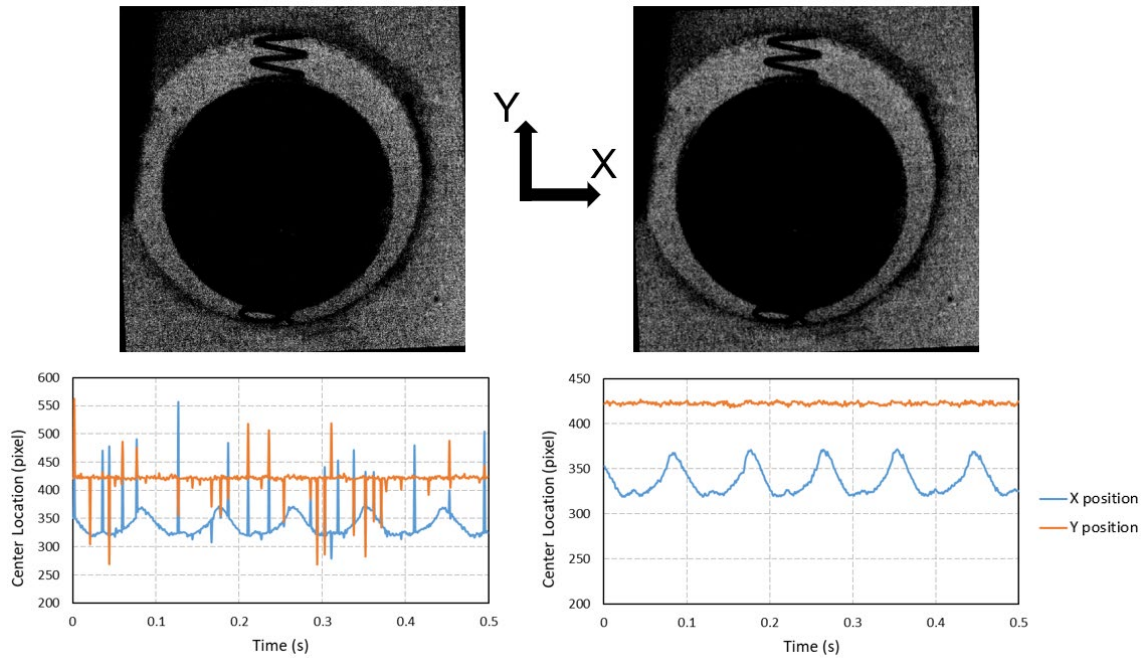 Y
X
600
550
500
450
400
350
300
250
200
0 0.1 0.2 0.3 0.4 0.5
Center Location (pixel)
Time (s)
450
400
350
300
250
200
0 0.1 0.2 0.3 0.4 0.5
Center Location (pixel)
Time (s)
X position
Y position